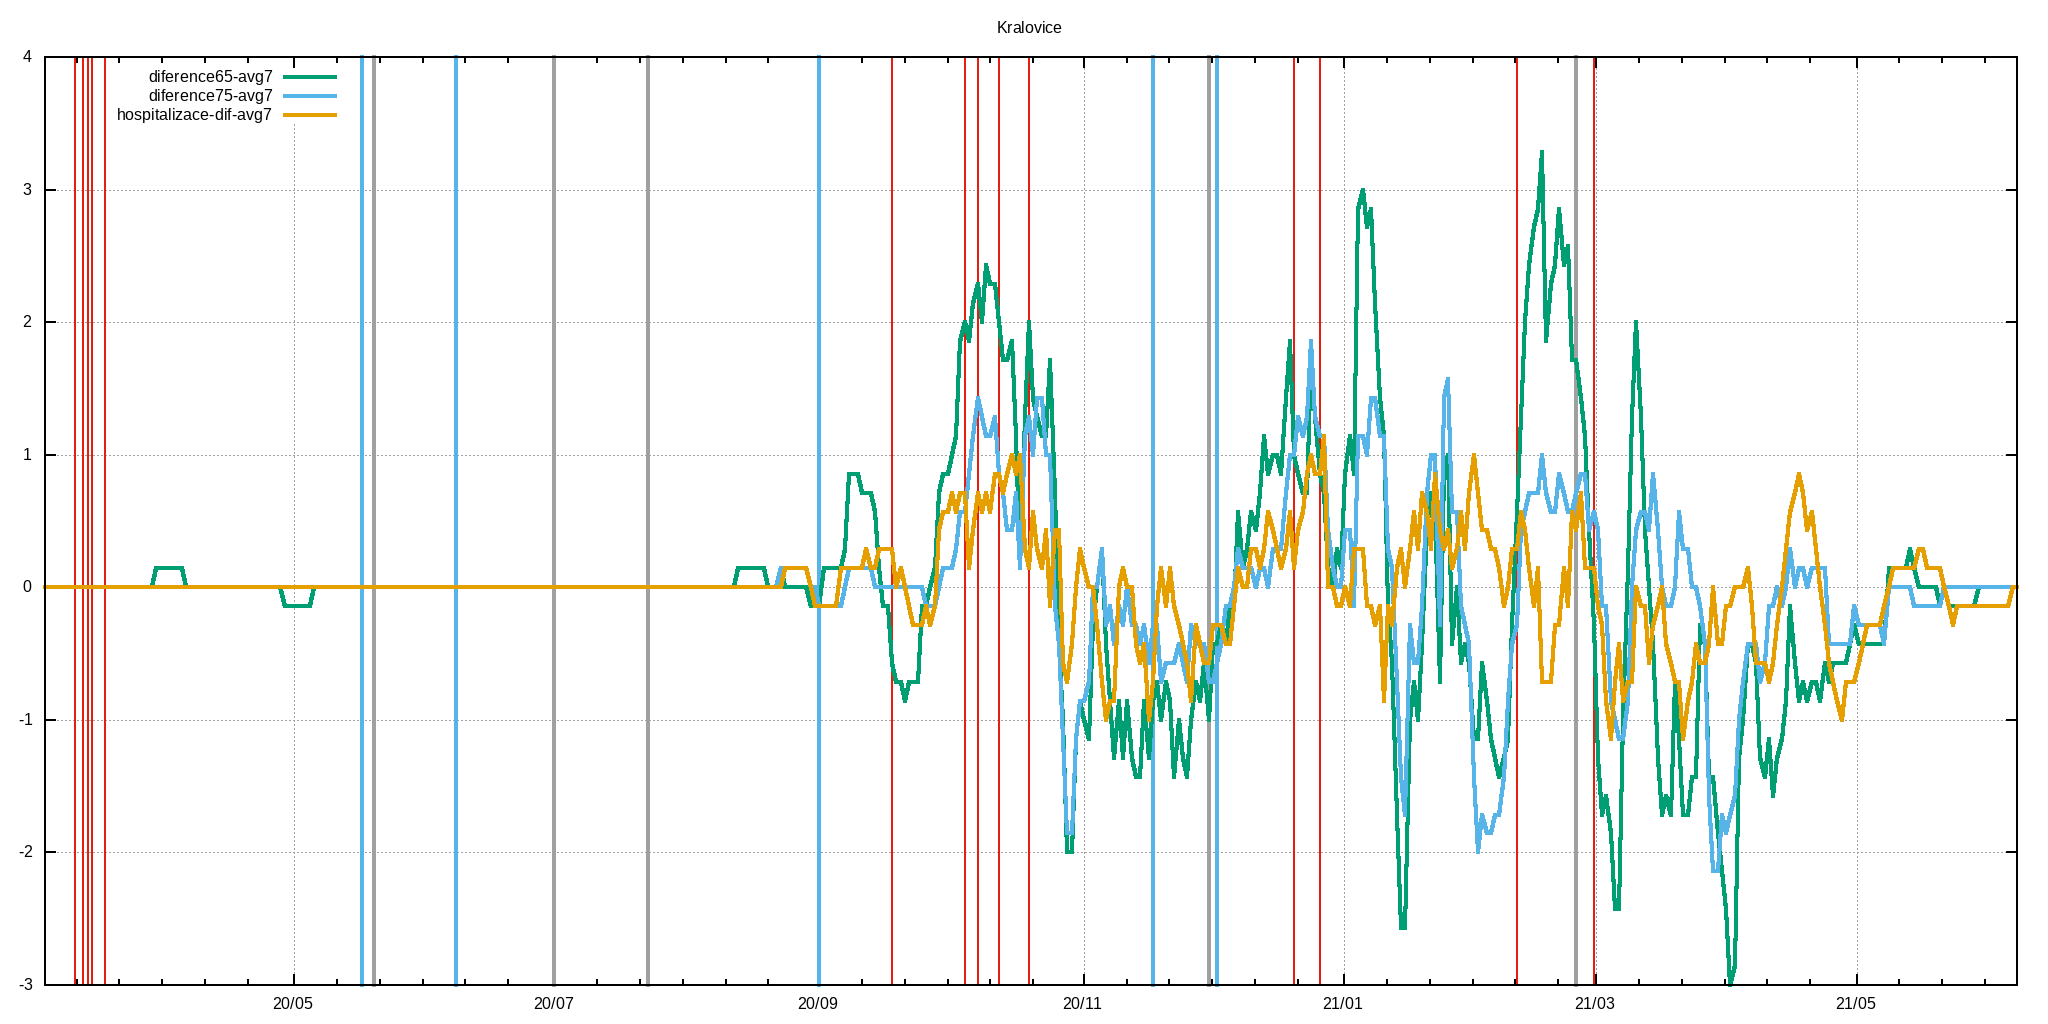 Kralovice
diference65-avg7
diference75-avg7
hospitalizace-dif-avg7
4
3
2
1
0
-1
-2
-3
20/05 20/07 20/09 20/11 21/01 21/03 21/05